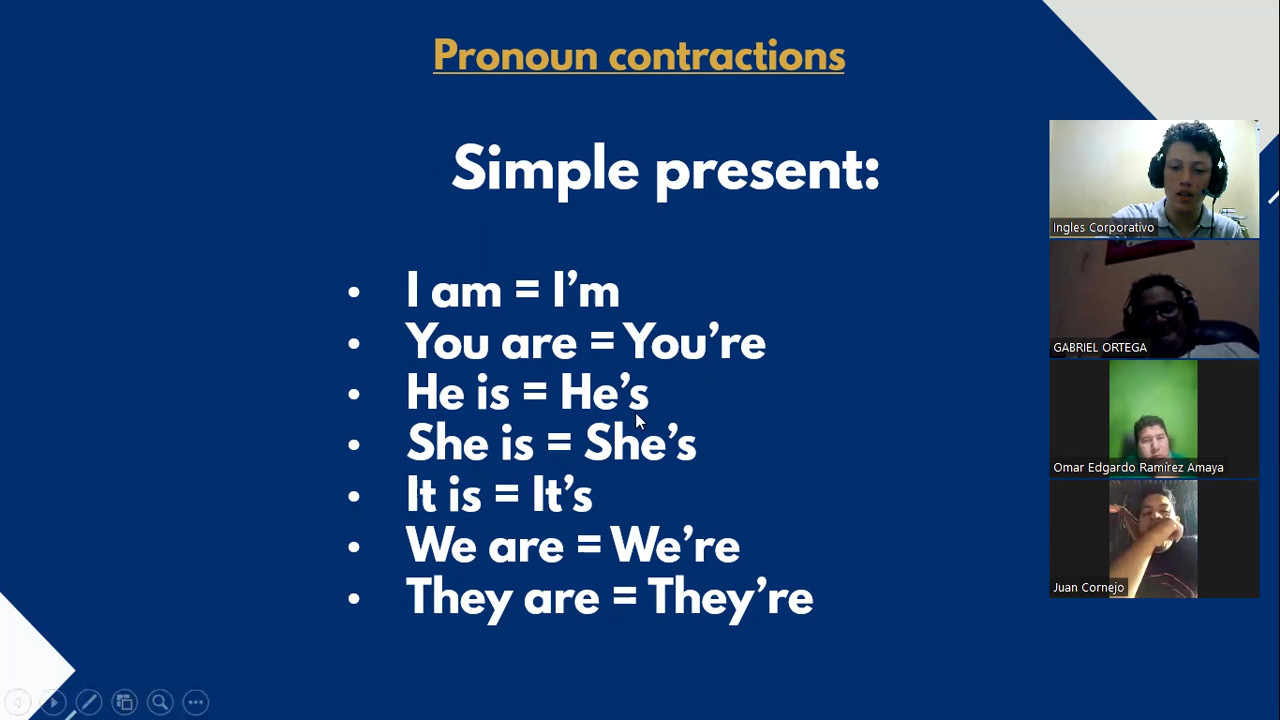 Pronoun contractions
Simple present:
• I am = I’m
• You are = You’re
• He is = He’s
• She is = She’s
• It is = It’s
• We are = We’re
• They are = They’re
Ingles Corporativo
GABRIEL ORTEGA
Omar Edgardo Ramírez Amaya
Juan Cornejo